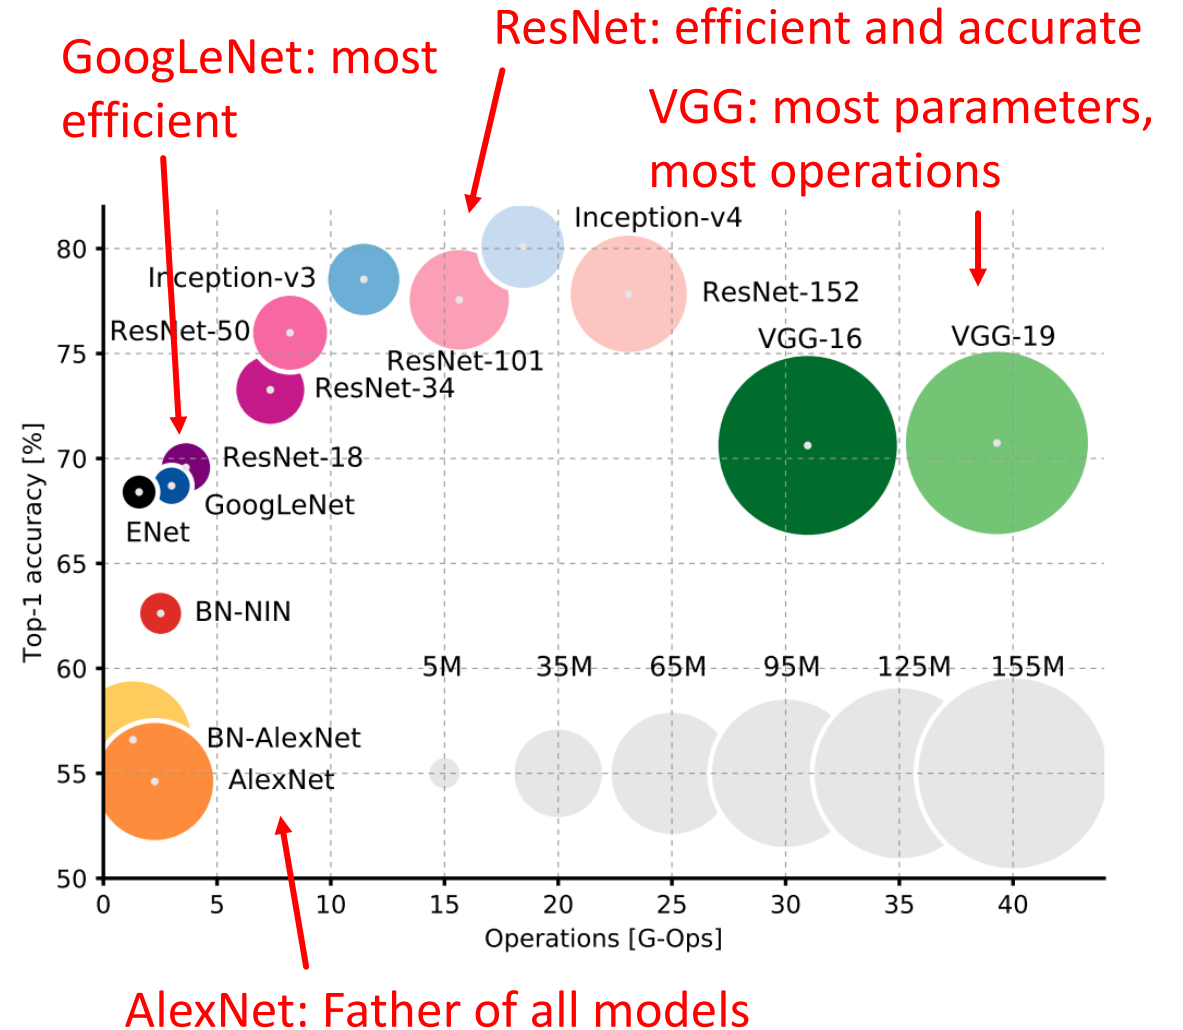 ResNet: efficient and accurate
GoogLeNet: most
efficient
VGG: most parameters,
most operations
Inception-v4
80
Inception-v3
ResNet-152
ResNet-50
VGG-16
VGG-19
75
ResNet-101
ResNet-34
70
ResNet-18
GoogLeNet
ENet
Top-1 accuracy [%]
65
BN-NIN
60
5M 35M 65M 95M 125M 155M
BN-AlexNet
55
AlexNet
50
0 5 10 15 20 25 30 35 40
Operations [G-Ops]
AlexNet: Father of all models